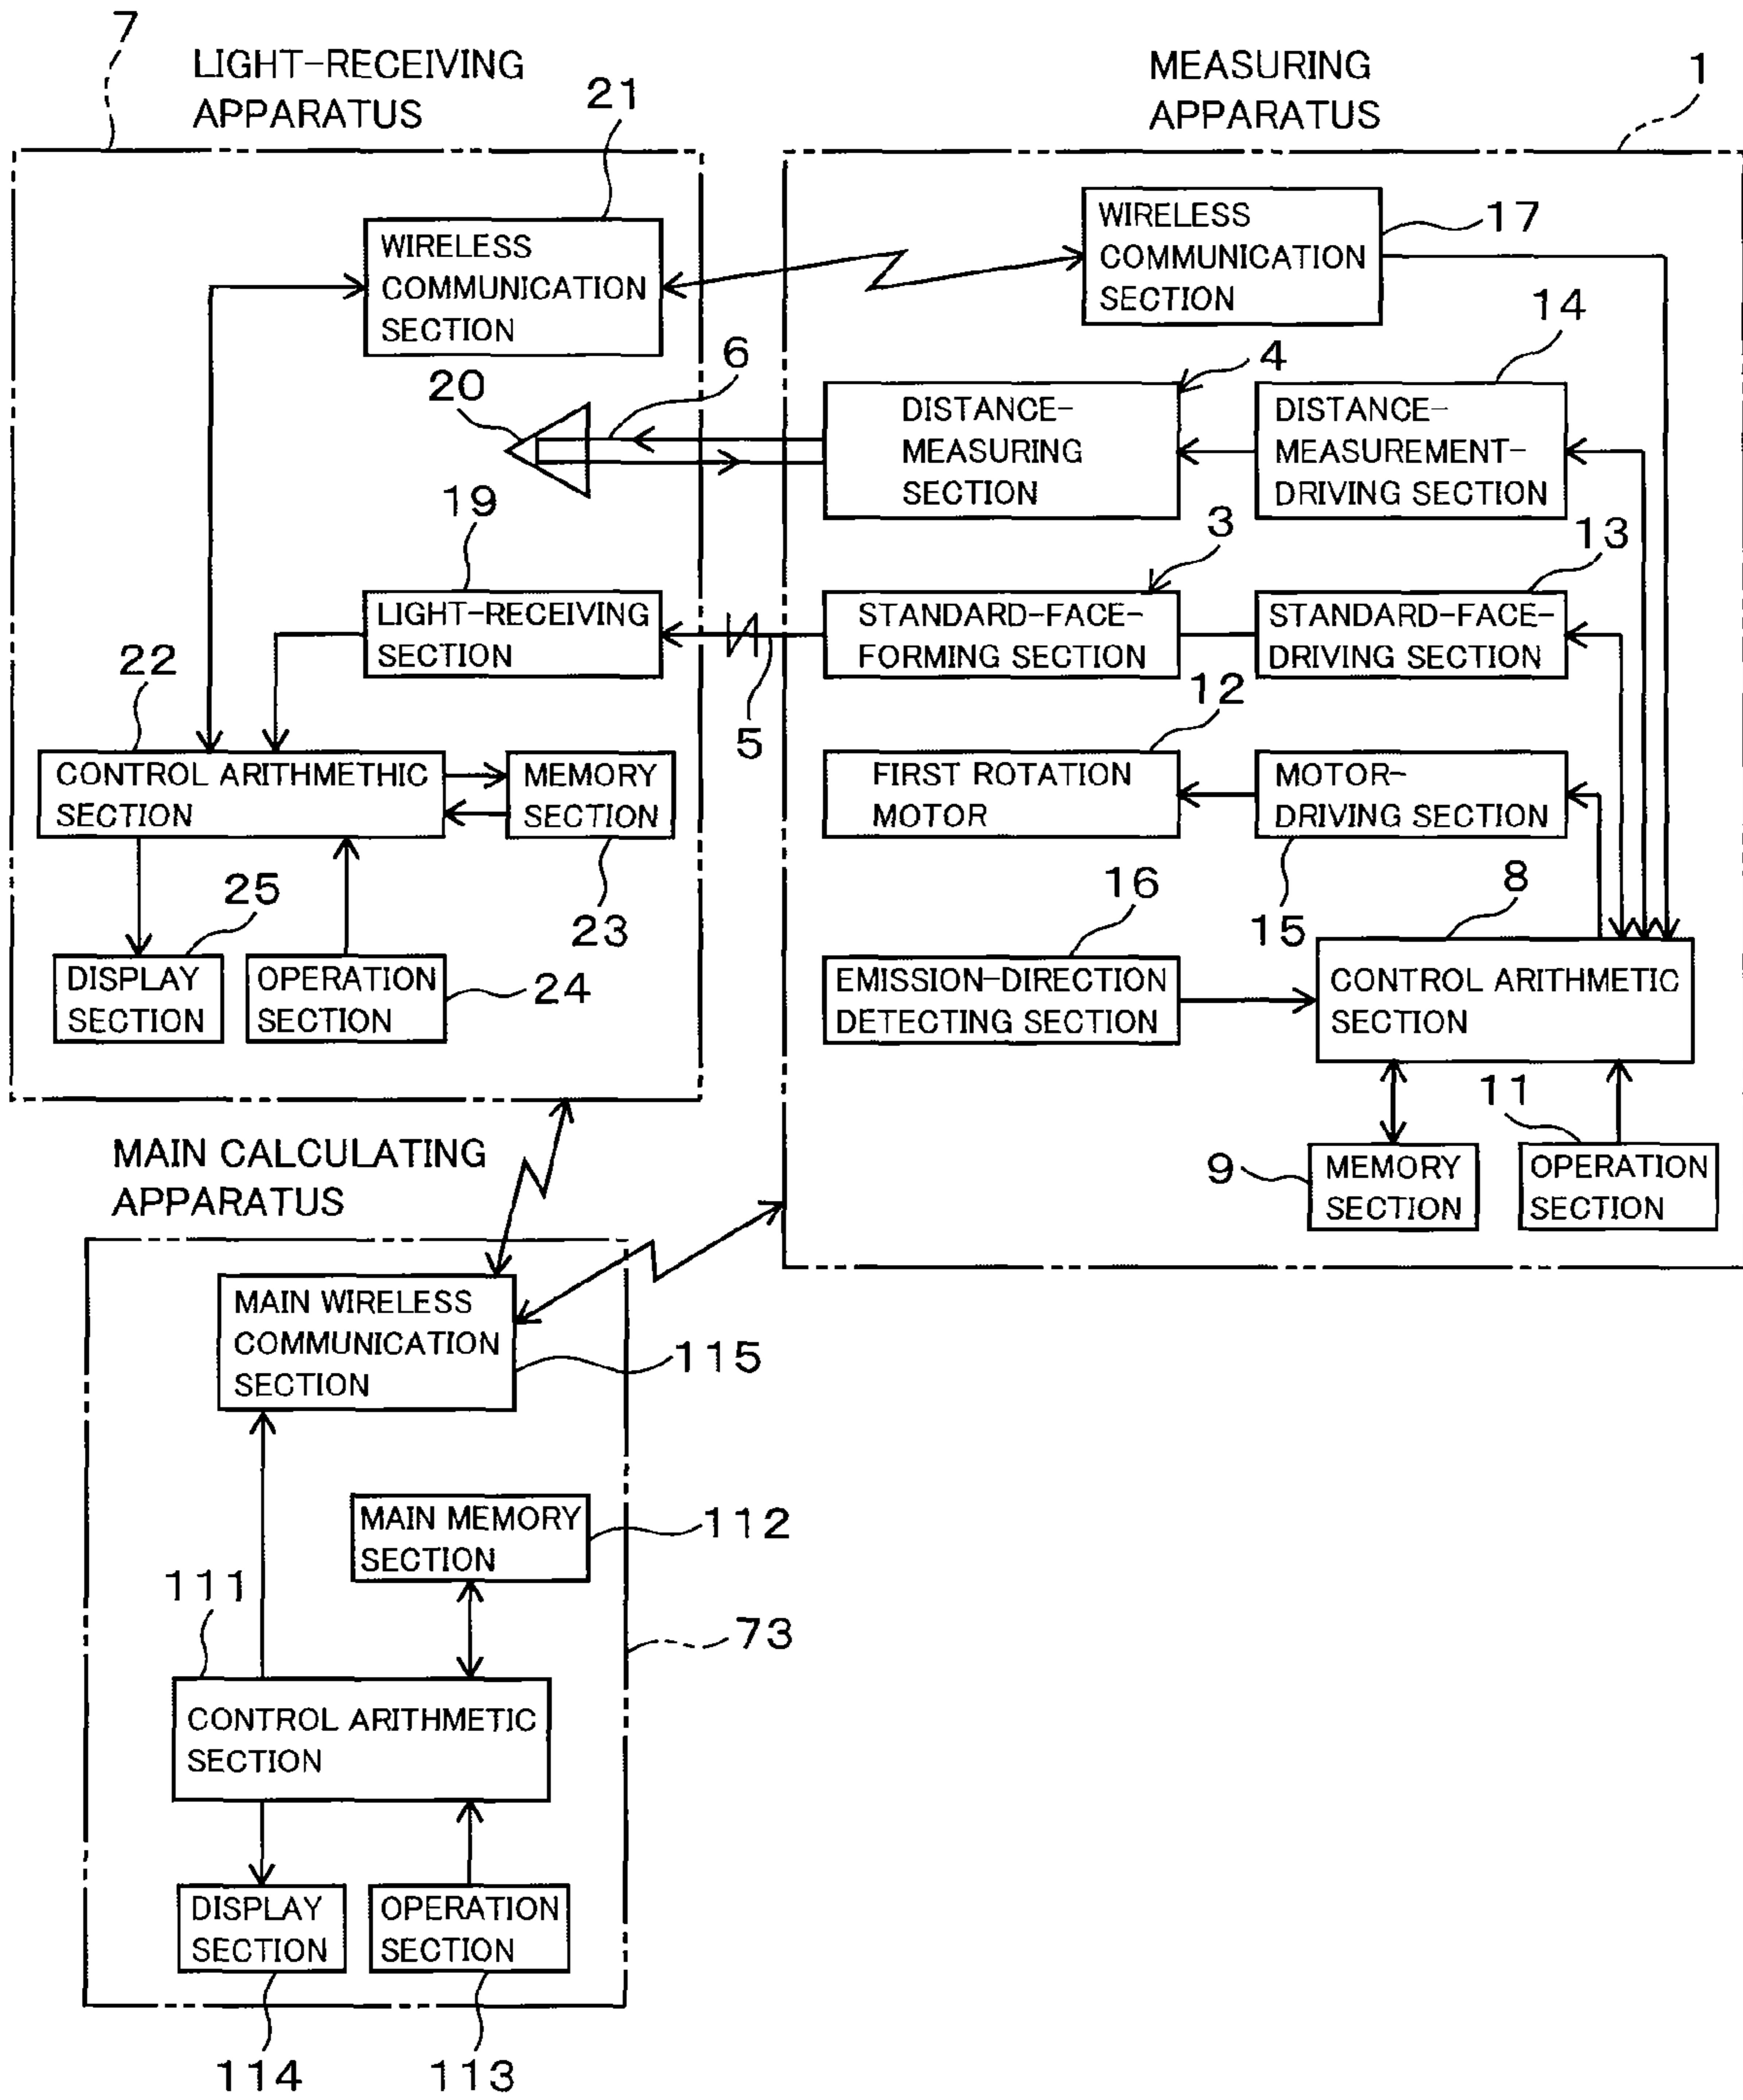 7
LIGHT-RECEIVING
APPARATUS
21
WIRELESS
COMMUNICATION
SECTION
20
6
19
LIGHT-RECEIVING
SECTION
5
22
CONTROL ARITHMETHIC
SECTION
MEMORY
SECTION
23
25
DISPLAY
SECTION
OPERATION
SECTION
24
MEASURING
APPARATUS
1
WIRELESS
COMMUNICATION
SECTION
17
4
DISTANCE-
MEASURING
SECTION
14
DISTANCE-
MEASUREMENT-
DRIVING SECTION
3
STANDARD-FACE-
FORMING SECTION
13
STANDARD-FACE-
DRIVING SECTION
12
FIRST ROTATION
MOTOR
MOTOR-
DRIVING SECTION
15
16
EMISSION-DIRECTION
DETECTING SECTION
8
CONTROL ARITHMETIC
SECTION
9
MEMORY
SECTION
11
OPERATION
SECTION
MAIN CALCULATING
APPARATUS
MAIN WIRELESS
COMMUNICATION
SECTION
115
MAIN MEMORY
SECTION
112
111
73
CONTROL ARITHMETIC
SECTION
DISPLAY
SECTION
OPERATION
SECTION
114
113